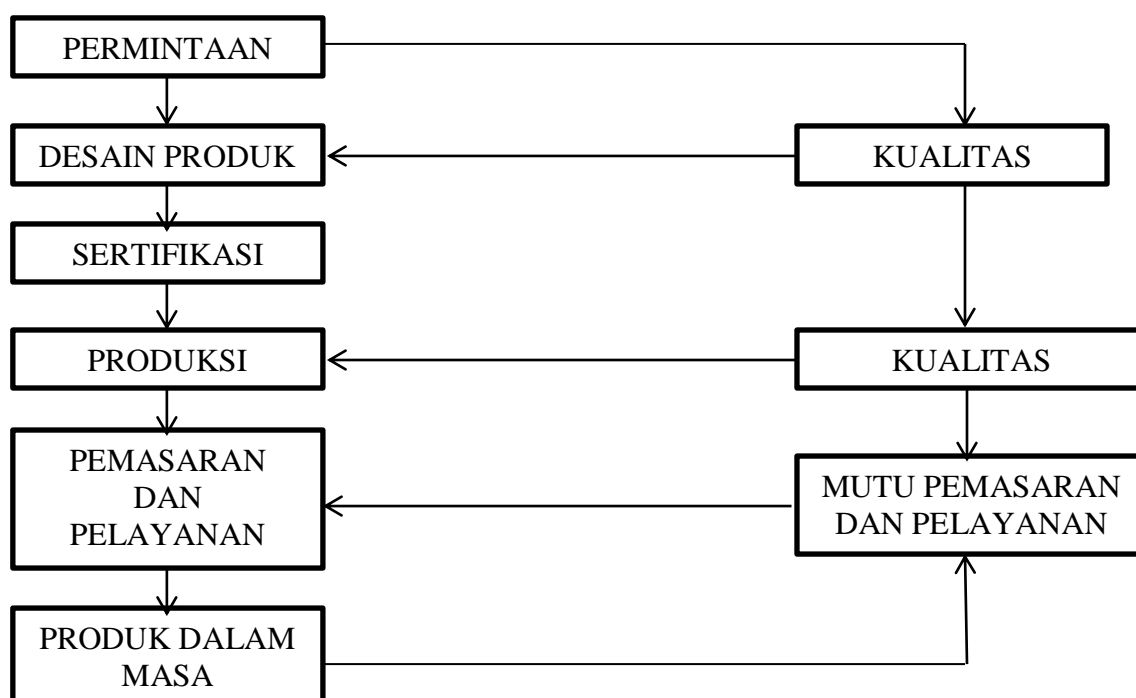 PERMINTAAN
DESAIN PRODUK
KUALITAS
SERTIFIKASI
PRODUKSI
KUALITAS
PEMASARAN
DAN
PELAYANAN
MUTU PEMASARAN
DAN PELAYANAN
PRODUK DALAM
MASA